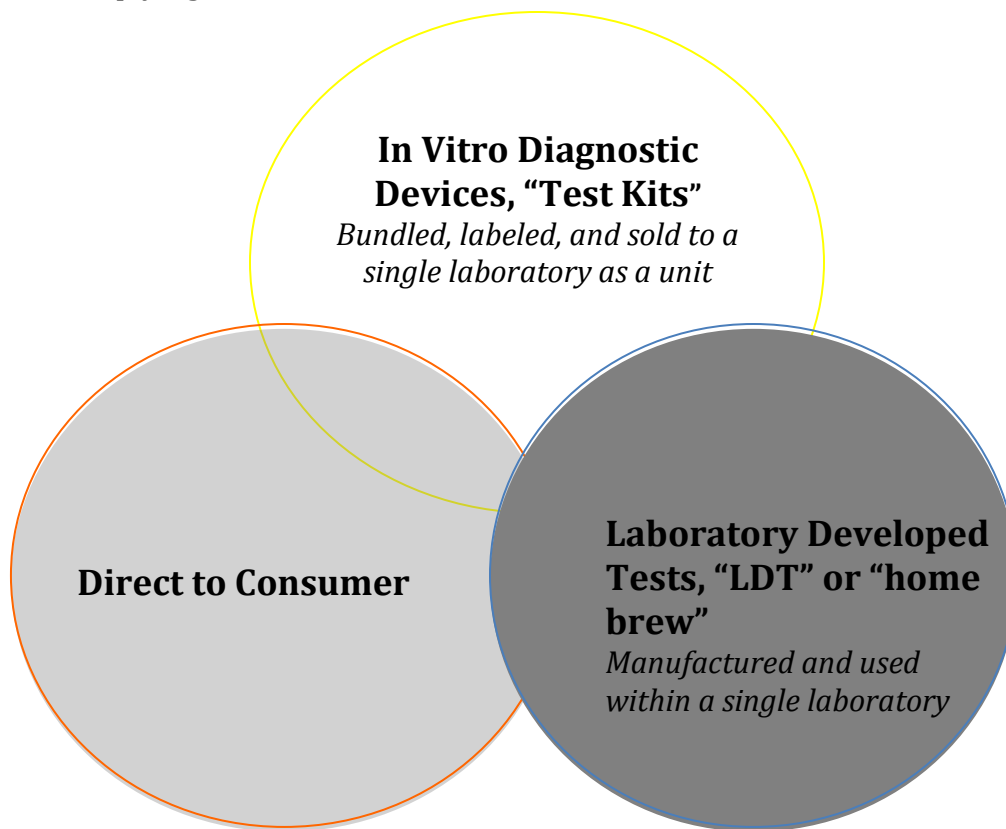 In Vitro Diagnostic
Devices, “Test Kits”
Bundled, labeled, and sold to a
single laboratory as a unit
Direct to Consumer
Laboratory Developed
Tests, “LDT” or “home
brew”
Manufactured and used
within a single laboratory